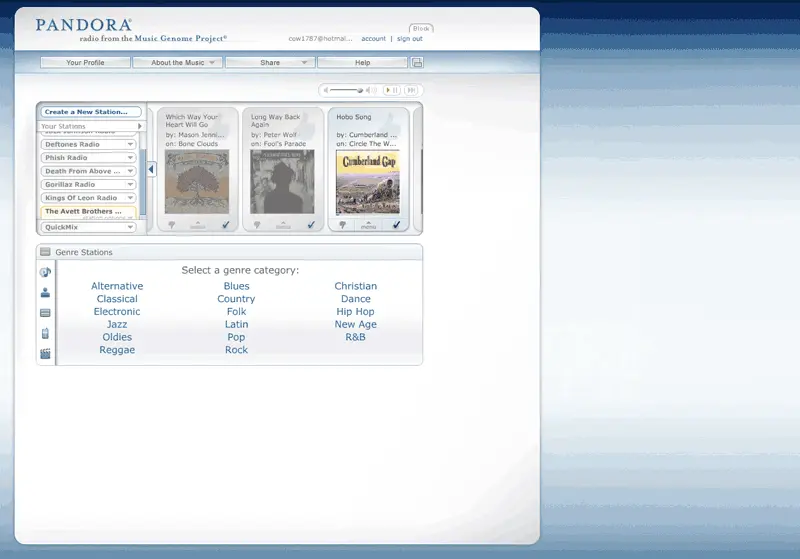 PANDORA®
radio from the Music Genome Project®
Block
cow1787@hotmai... account | sign out
Your Profile About the Music Share Help
Create a New Station...
Your Stations
Deftones Radio
Phish Radio
Death From Above ...
Gorillaz Radio
Kings Of Leon Radio
The Avett Brothers ...
QuickMix
Which Way Your
Heart Will Go
by: Mason Jenni...
on: Bone Clouds
menu
Long Way Back
Again
by: Peter Wolf
on: Fool's Parade
menu
Hobo Song
by: Cumberland ...
on: Circle The W...
Cumberland Gap
menu
Genre Stations
Select a genre category:
Alternative Blues Christian
Classical Country Dance
Electronic Folk Hip Hop
Jazz Latin New Age
Oldies Pop R&B
Reggae Rock